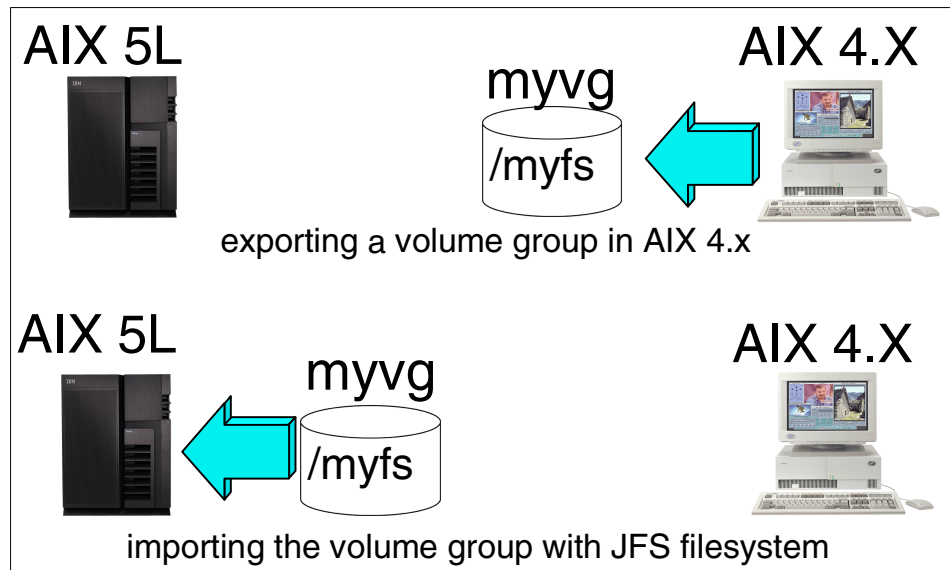 AIX 5L
AIX 4.X
myvg
/myfs
exporting a volume group in AIX 4.x
AIX 5L
AIX 4.X
myvg
/myfs
importing the volume group with JFS filesystem